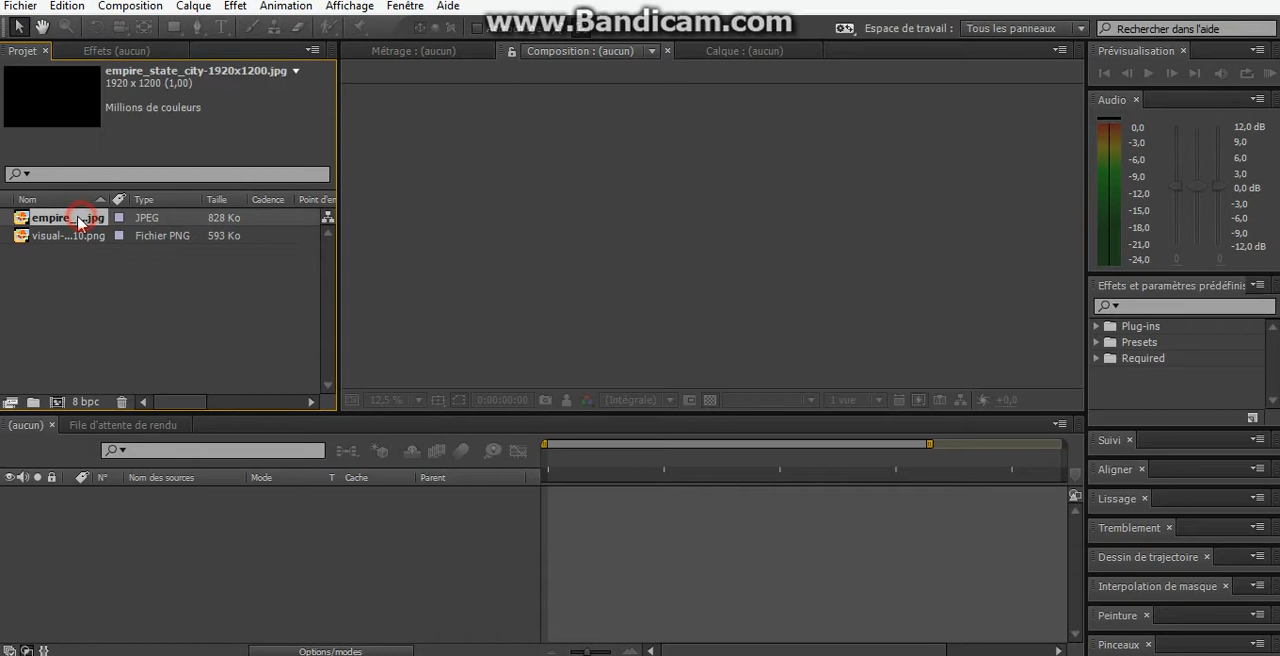 Fichier Edition Composition Calque Effet Animation Affichage Fenêtre Aide
www.Bandicam.com
Espace de travail : Tous les panneaux Rechercher dans l'aide
Projet Effets (aucun) Métrage : (aucun) Composition : (aucun) Calque : (aucun) Prévisualisation
empire_state_city-1920x1200.jpg
1920 x 1200 (1,00)
Millions de couleurs
Audio
0,0 12,0 dB
-3,0 9,0
-6,0 6,0
-9,0 3,0
-12,0 0,0 dB
-15,0 -3,0
-18,0 -6,0
-21,0 -9,0
-24,0 -12,0 dB
0 0
Nom Type Taille Cadence Point d'en
empire_...jpg JPEG 828 Ko
visual-...10.png Fichier PNG 593 Ko
Effets et paramètres prédéfinis
Plug-ins
Presets
Required
8 bpc
12,5 % 0:00:00:00 (Intégrale) 1 vue +0,0
(aucun) File d'attente de rendu
N° Nom des sources Mode T Cache Parent
Options/modes
Suivi
Aligner
Lissage
Tremblement
Dessin de trajectoire
Interpolation de masque
Peinture
Pinceaux